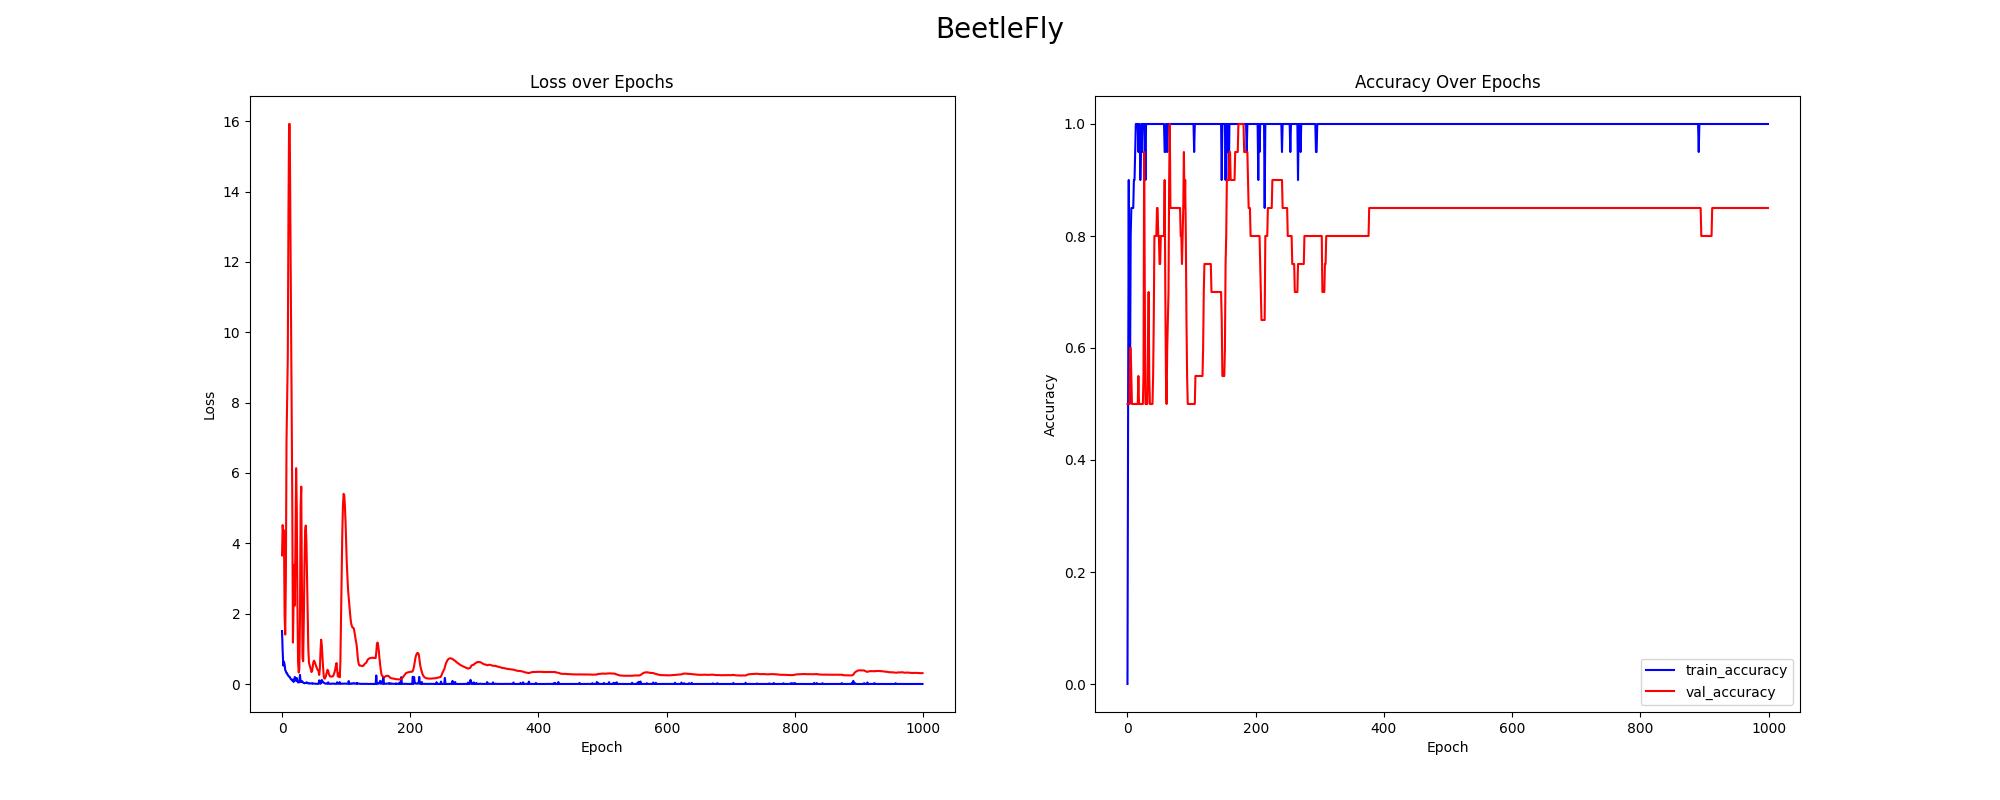 BeetleFly
Loss over Epochs
16
14
12
10
8
6
4
2
0
Loss
0 200 400 600 800 1000
Epoch
Accuracy Over Epochs
1.0
0.8
0.6
0.4
0.2
0.0
Accuracy
0 200 400 600 800 1000
Epoch
train_accuracy
val_accuracy